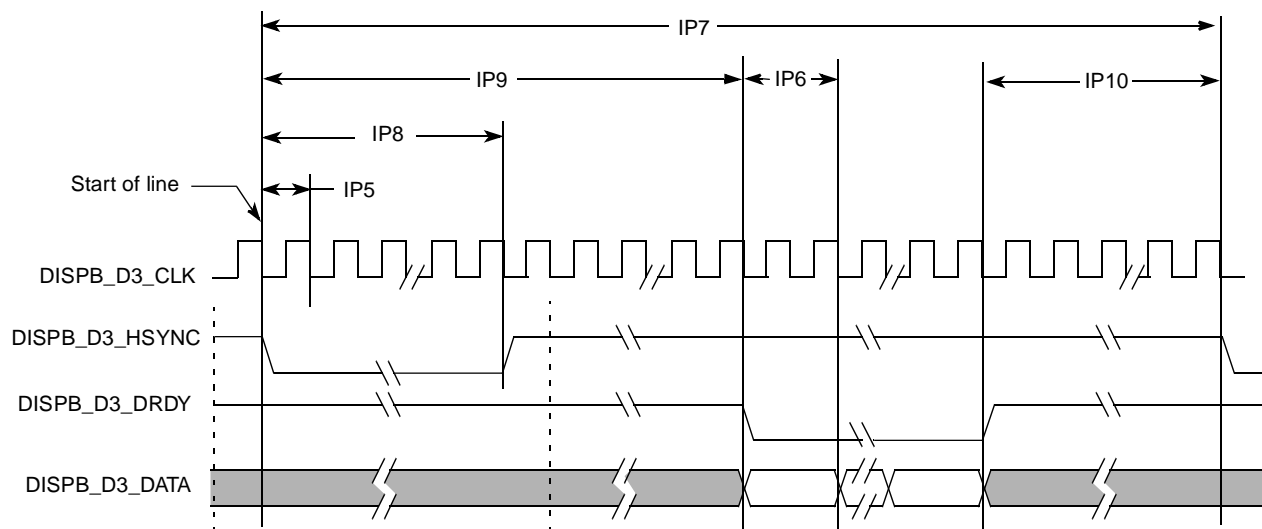 IP7
IP9
IP6
IP10
IP8
Start of line
IP5
DISPB_D3_CLK
DISPB_D3_HSYNC
DISPB_D3_DRDY
DISPB_D3_DATA